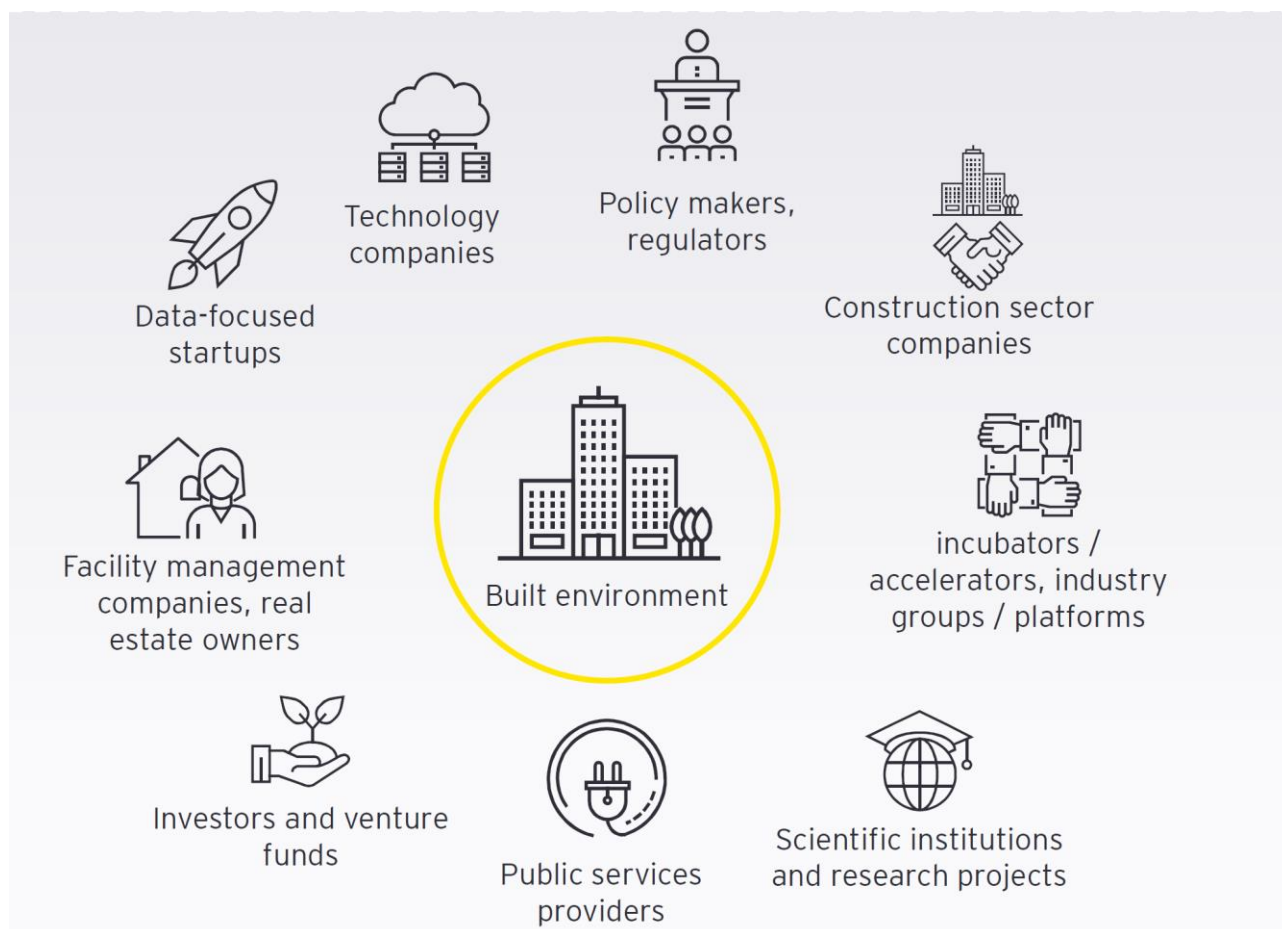 Policy makers,
regulators
Technology
companies
Data-focused
startups
Construction sector
companies
Built environment
Facility management
companies, real
estate owners
incubators /
accelerators, industry
groups / platforms
Investors and venture
funds
Public services
providers
Scientific institutions
and research projects